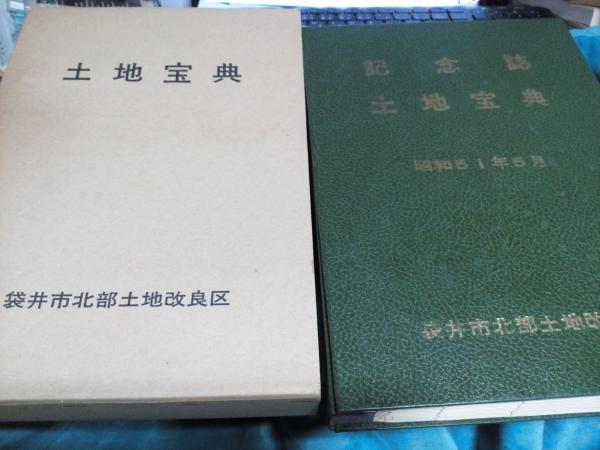 土地宝典
袋井市北部土地改良区
記念誌
土地宝典
昭和51年5月
袋井市北部土地改